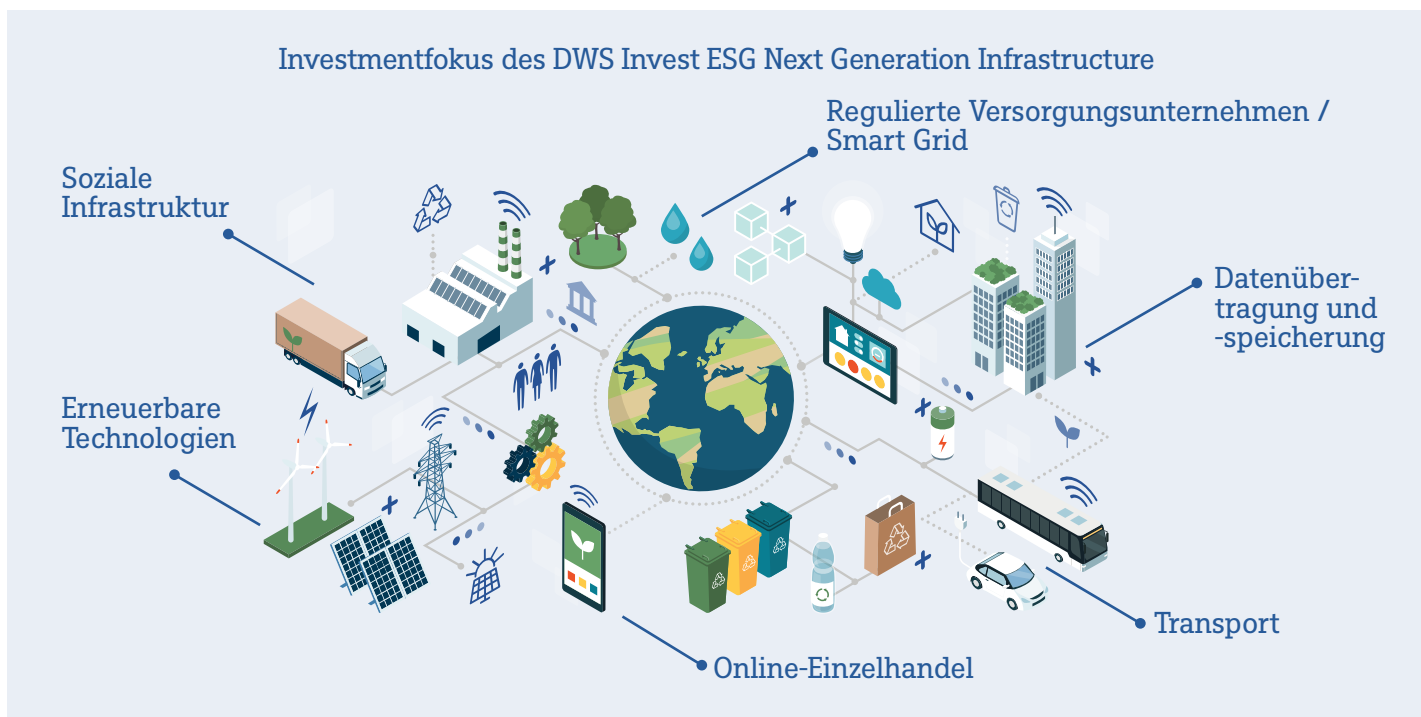 Investmentfokus des DWS Invest ESG Next Generation Infrastructure
Regulierte Versorgungsunternehmen /
Smart Grid
Soziale
Infrastruktur
Datenüber-
tragung und
-speicherung
Erneuerbare
Technologien
Transport
Online-Einzelhandel